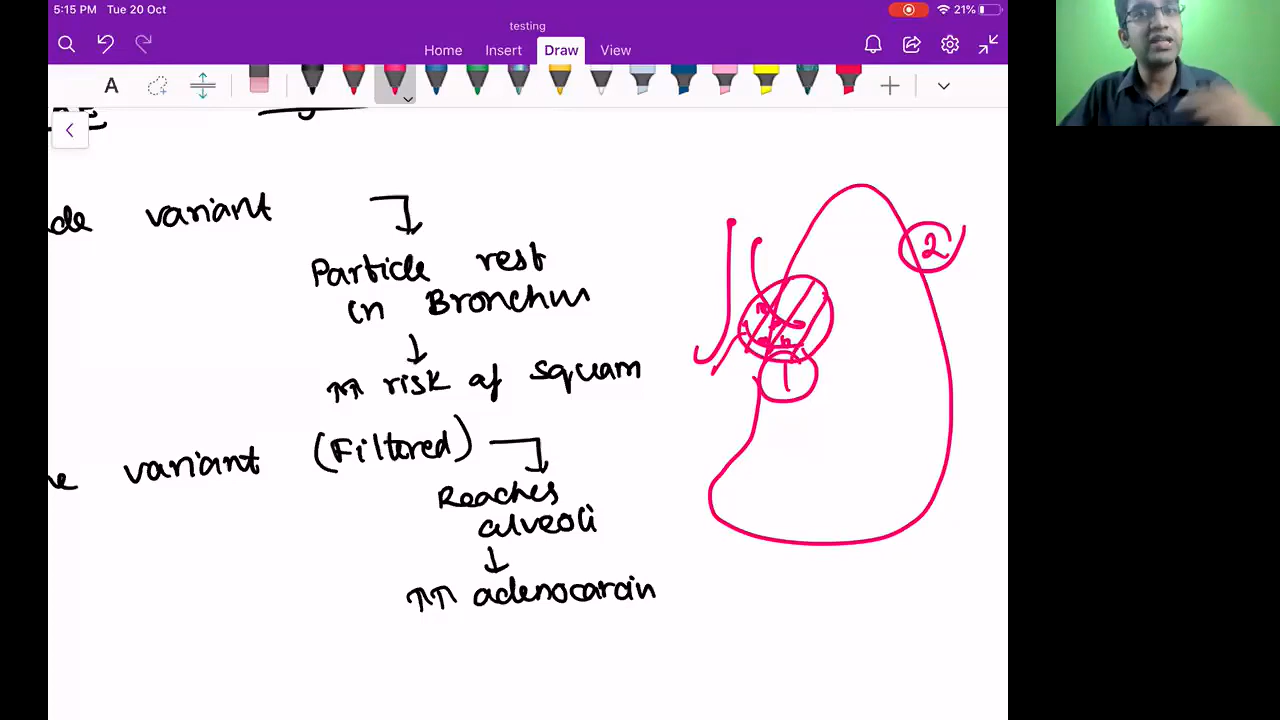 5:15 PM Tue 20 Oct
21%
testing
Home Insert Draw View
A
de variant
Particle rest
in Bronchus
↓
↑↑ risk of squam
e variant (Filtered)
Reaches
alveoli
↓
↑↑ adenocarcin
1
2